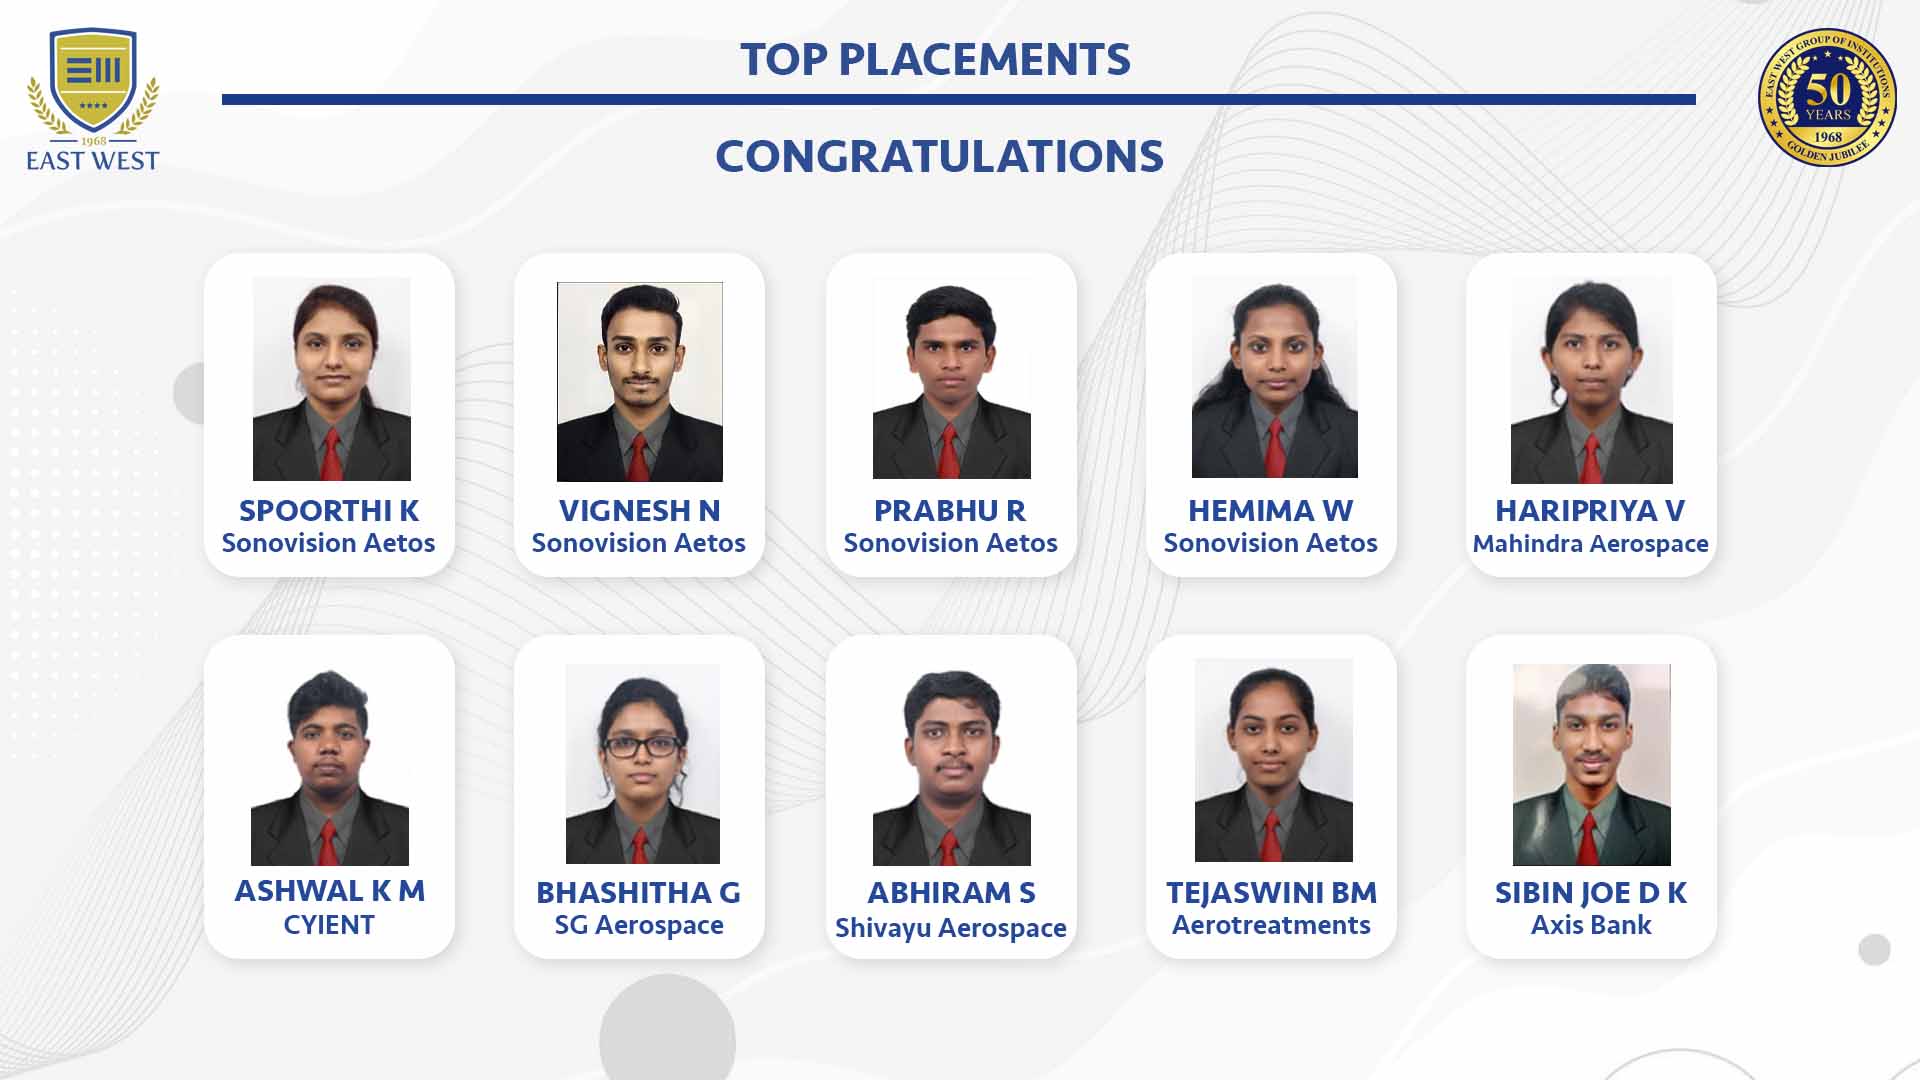 TOP PLACEMENTS
CONGRATULATIONS
1968
EAST WEST
EAST WEST GROUP OF INSTITUTIONS
50
YEARS
1968
GOLDEN JUBILEE
SPOORTHI K
Sonovision Aetos
VIGNESH N
Sonovision Aetos
PRABHU R
Sonovision Aetos
HEMIMA W
Sonovision Aetos
HARIPRIYA V
Mahindra Aerospace
ASHWAL K M
CYIENT
BHASHITHA G
SG Aerospace
ABHIRAM S
Shivayu Aerospace
TEJASWINI BM
Aerotreatments
SIBIN JOE D K
Axis Bank